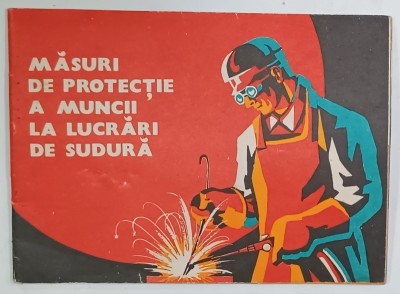 MĂSURI
DE PROTECȚIE
A MUNCII
LA LUCRĂRI
DE SUDURĂ